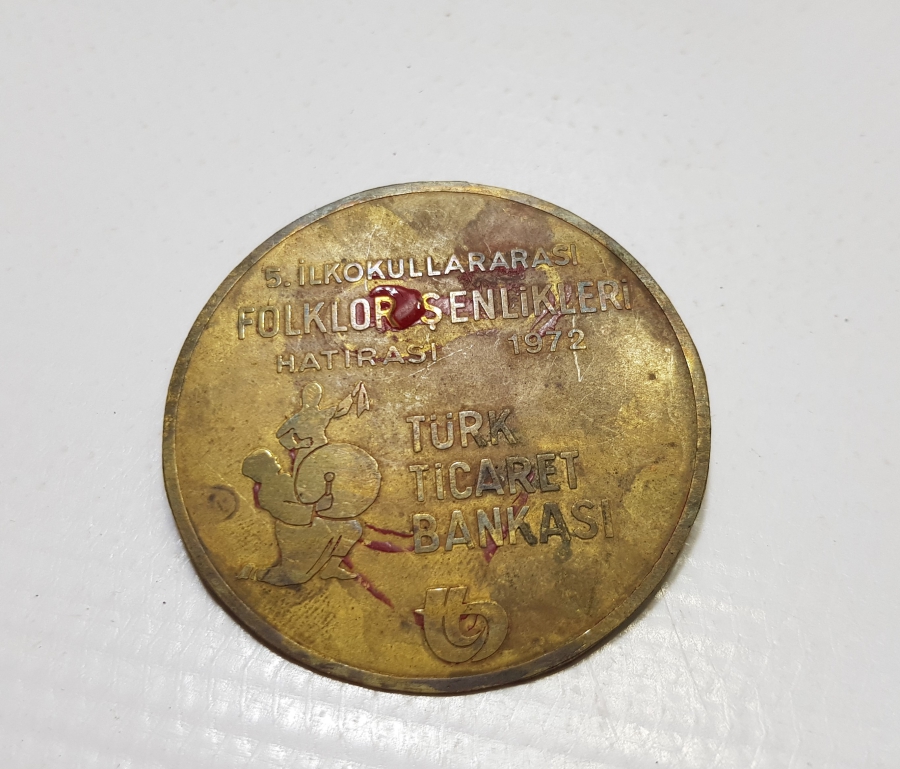 5. İLKOKULLARARASI
FOLKLOR ŞENLİKLERİ
HATIRASI 1972
TÜRK
TİCARET
BANKASI